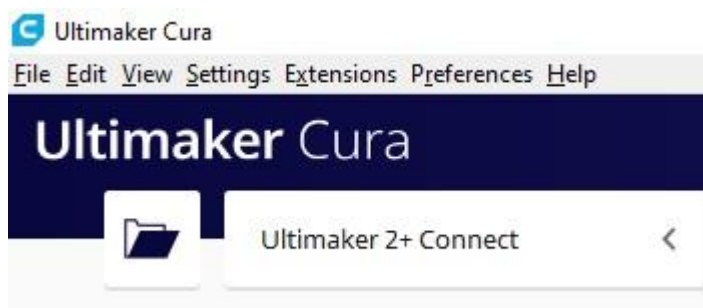 Ultimaker Cura
File Edit View Settings Extensions Preferences Help
Ultimaker Cura
Ultimaker 2+ Connect